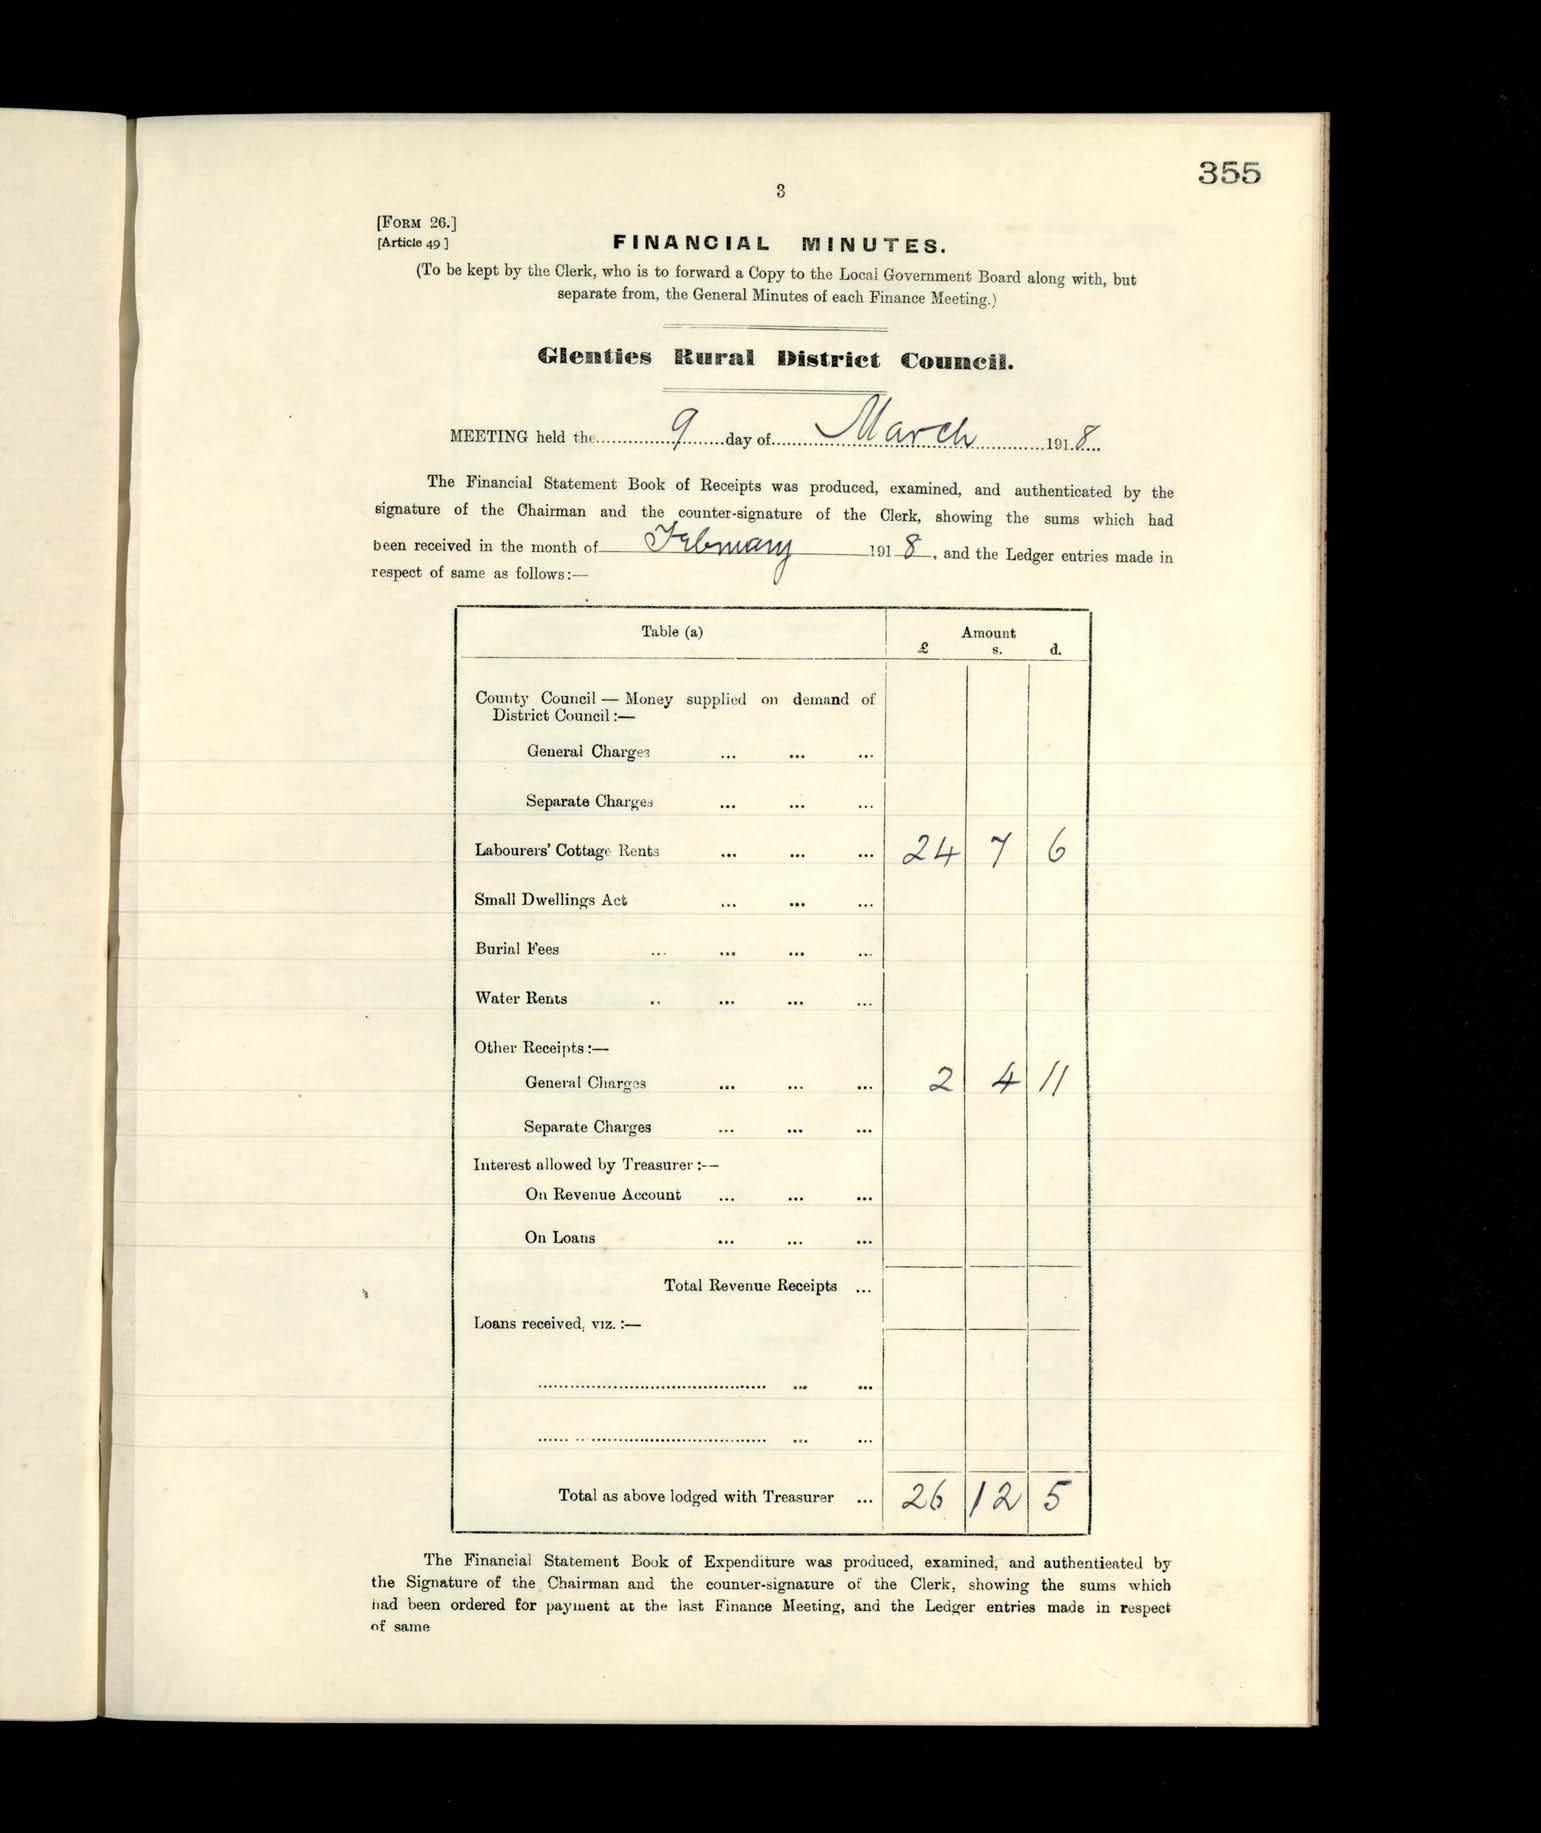 355
3
[FORM 26.]
[Article 49]
FINANCIAL MINUTES.
(To be kept by the Clerk, who is to forward a Copy to the Local Government Board along with, but
separate from, the General Minutes of each Finance Meeting.)
Glenties Rural District Council.
MEETING held the 9 day of March 1918
The Financial Statement Book of Receipts was produced, examined, and authenticated by the
signature of the Chairman and the counter-signature of the Clerk, showing the sums which had
been received in the month of February 1918, and the Ledger entries made in
respect of same as follows:—
Table (a) Amount
£ s. d.
County Council — Money supplied on demand of
District Council:—
General Charges ... ... ...
Separate Charges ... ... ...
Labourers' Cottage Rents ... ... ... 24 7 6
Small Dwellings Act ... ... ...
Burial Fees ... ... ... ...
Water Rents .. ... ... ...
Other Receipts:—
General Charges ... ... ... 2 4 11
Separate Charges ... ... ...
Interest allowed by Treasurer:—
On Revenue Account ... ... ...
On Loans ... ... ...
Total Revenue Receipts ...
Loans received, viz.:—
Total as above lodged with Treasurer ... 26 12 5
The Financial Statement Book of Expenditure was produced, examined, and authenticated by
the Signature of the Chairman and the counter-signature of the Clerk, showing the sums which
had been ordered for payment at the last Finance Meeting, and the Ledger entries made in respect
of same